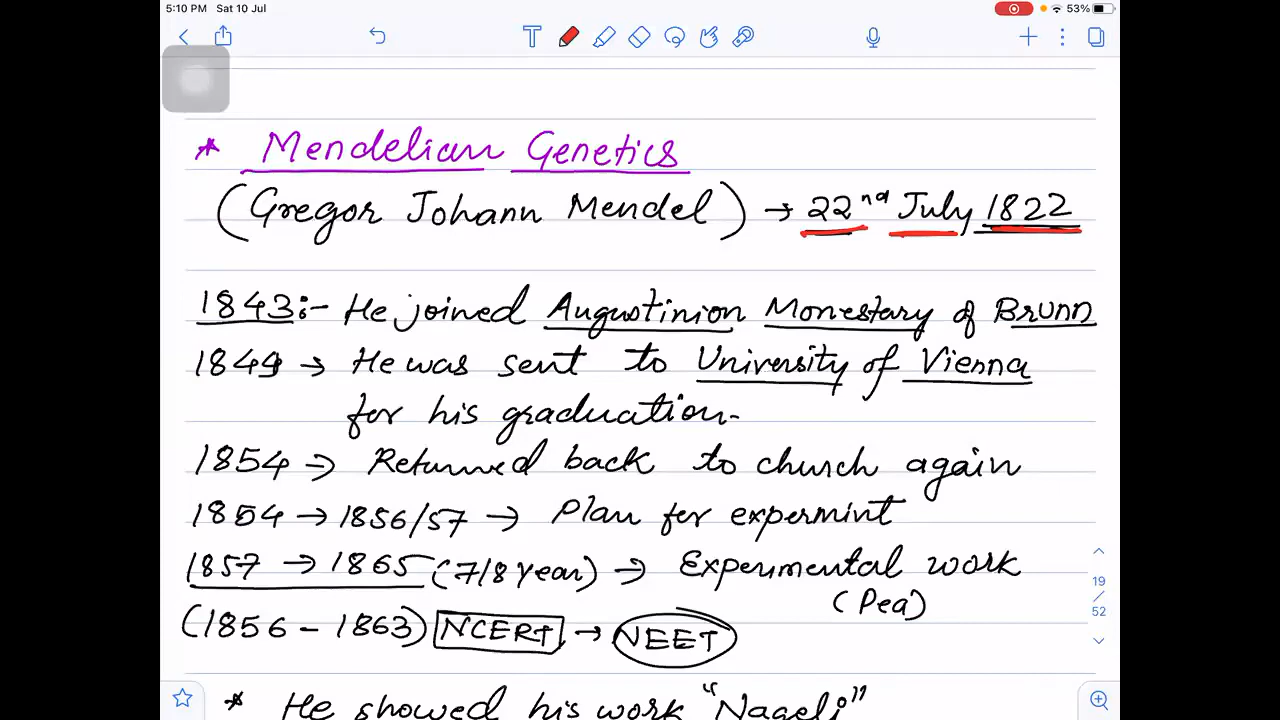 5:10 PM Sat 10 Jul
53%
* Mendelian Genetics
(Gregor Johann Mendel) → 22nd July 1822
1843:- He joined Augustinion Monestary of Brunn
1849 → He was sent to University of Vienna
for his graduation.
1854 → Returned back to church again
1854 → 1856/57 → Plan for expermint
1857 → 1865 (7/8 year) → Experimental work
(Pea)
(1856 - 1863) NCERT → NEET
* He showed his work "Nageli"
19
/
52